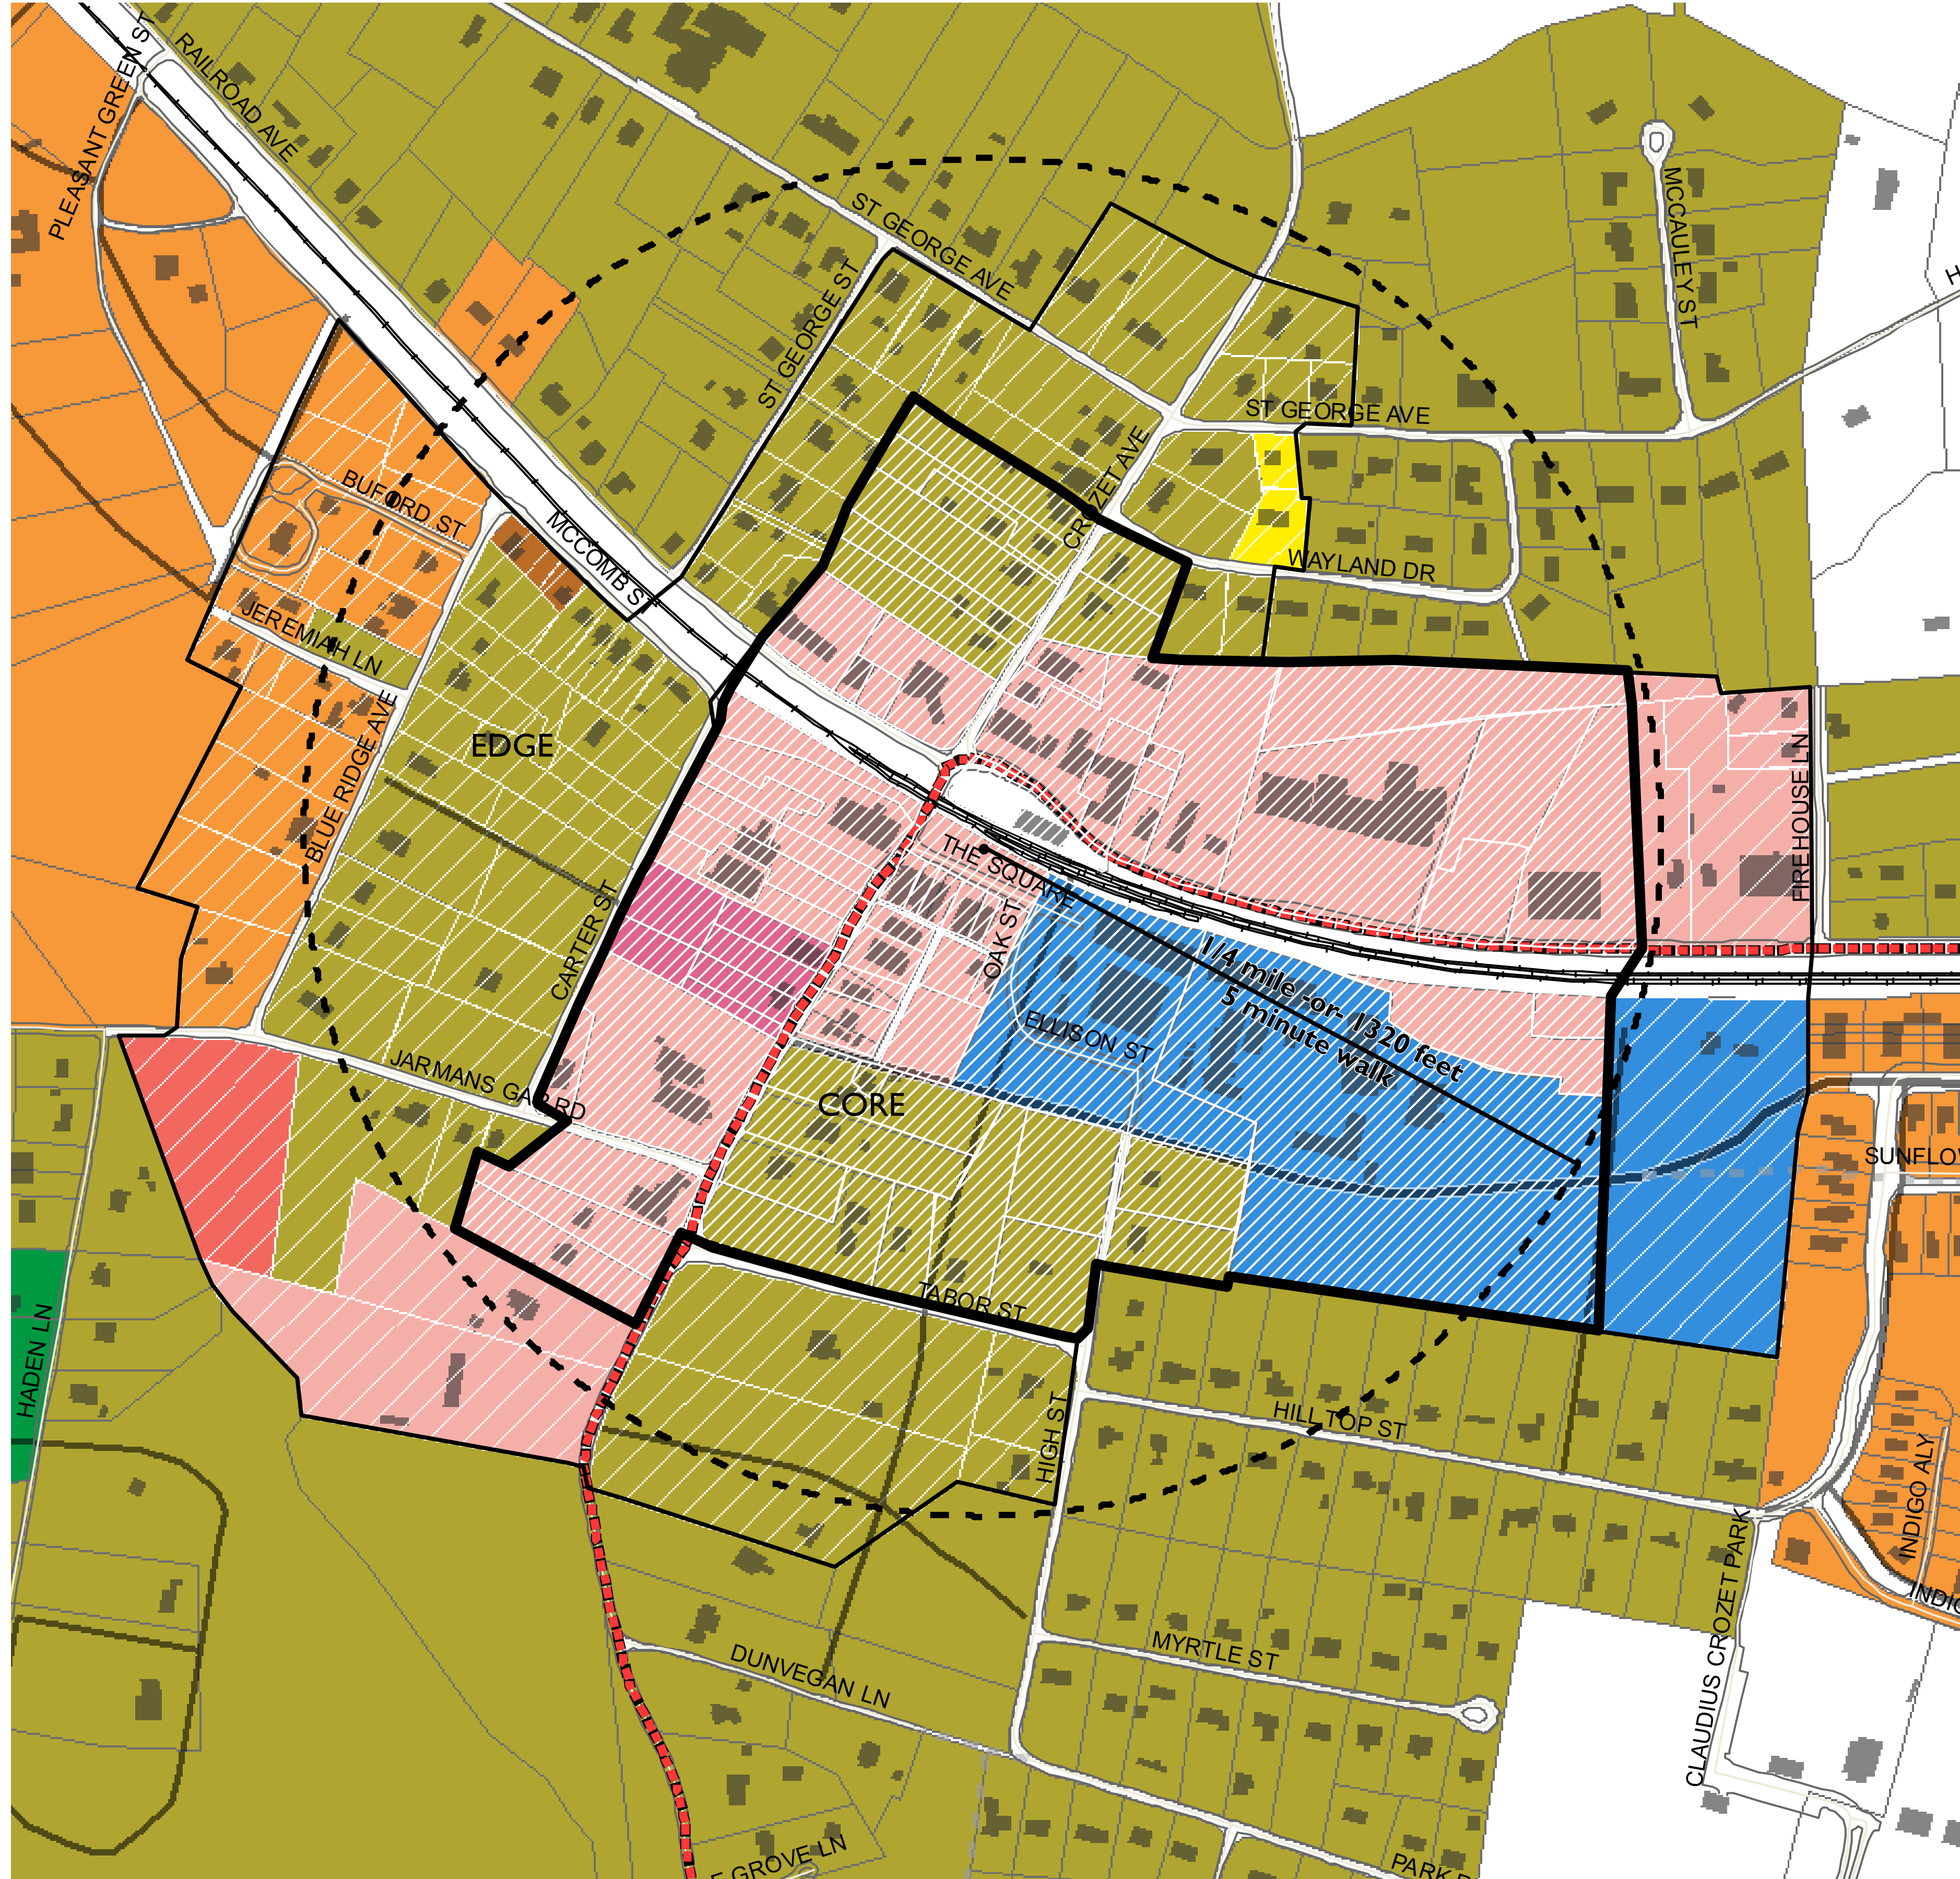 PLEASANT GREEN ST
RAILROAD AVE
ST GEORGE AVE
ST GEORGE ST
MCCAULEY ST
ST GEORGE AVE
CROZET AVE
BUFORD ST
MCCOMB S
WAYLAND DR
JEREMIAH LN
BLUE RIDGE AVE
EDGE
FIREHOUSE LN
THE SQUARE
OAK ST
CARTER ST
1/4 mile -or- 1320 feet
5 minute walk
ELLISON ST
JARMANS GAP RD
CORE
SUNFLO
TABOR ST
HADEN LN
HIGH ST
HILL TOP ST
INDIGO ALY
INDIG
CLAUDIUS CROZET PARK
MYRTLE ST
DUNVEGAN LN
E GROVE LN
PARK